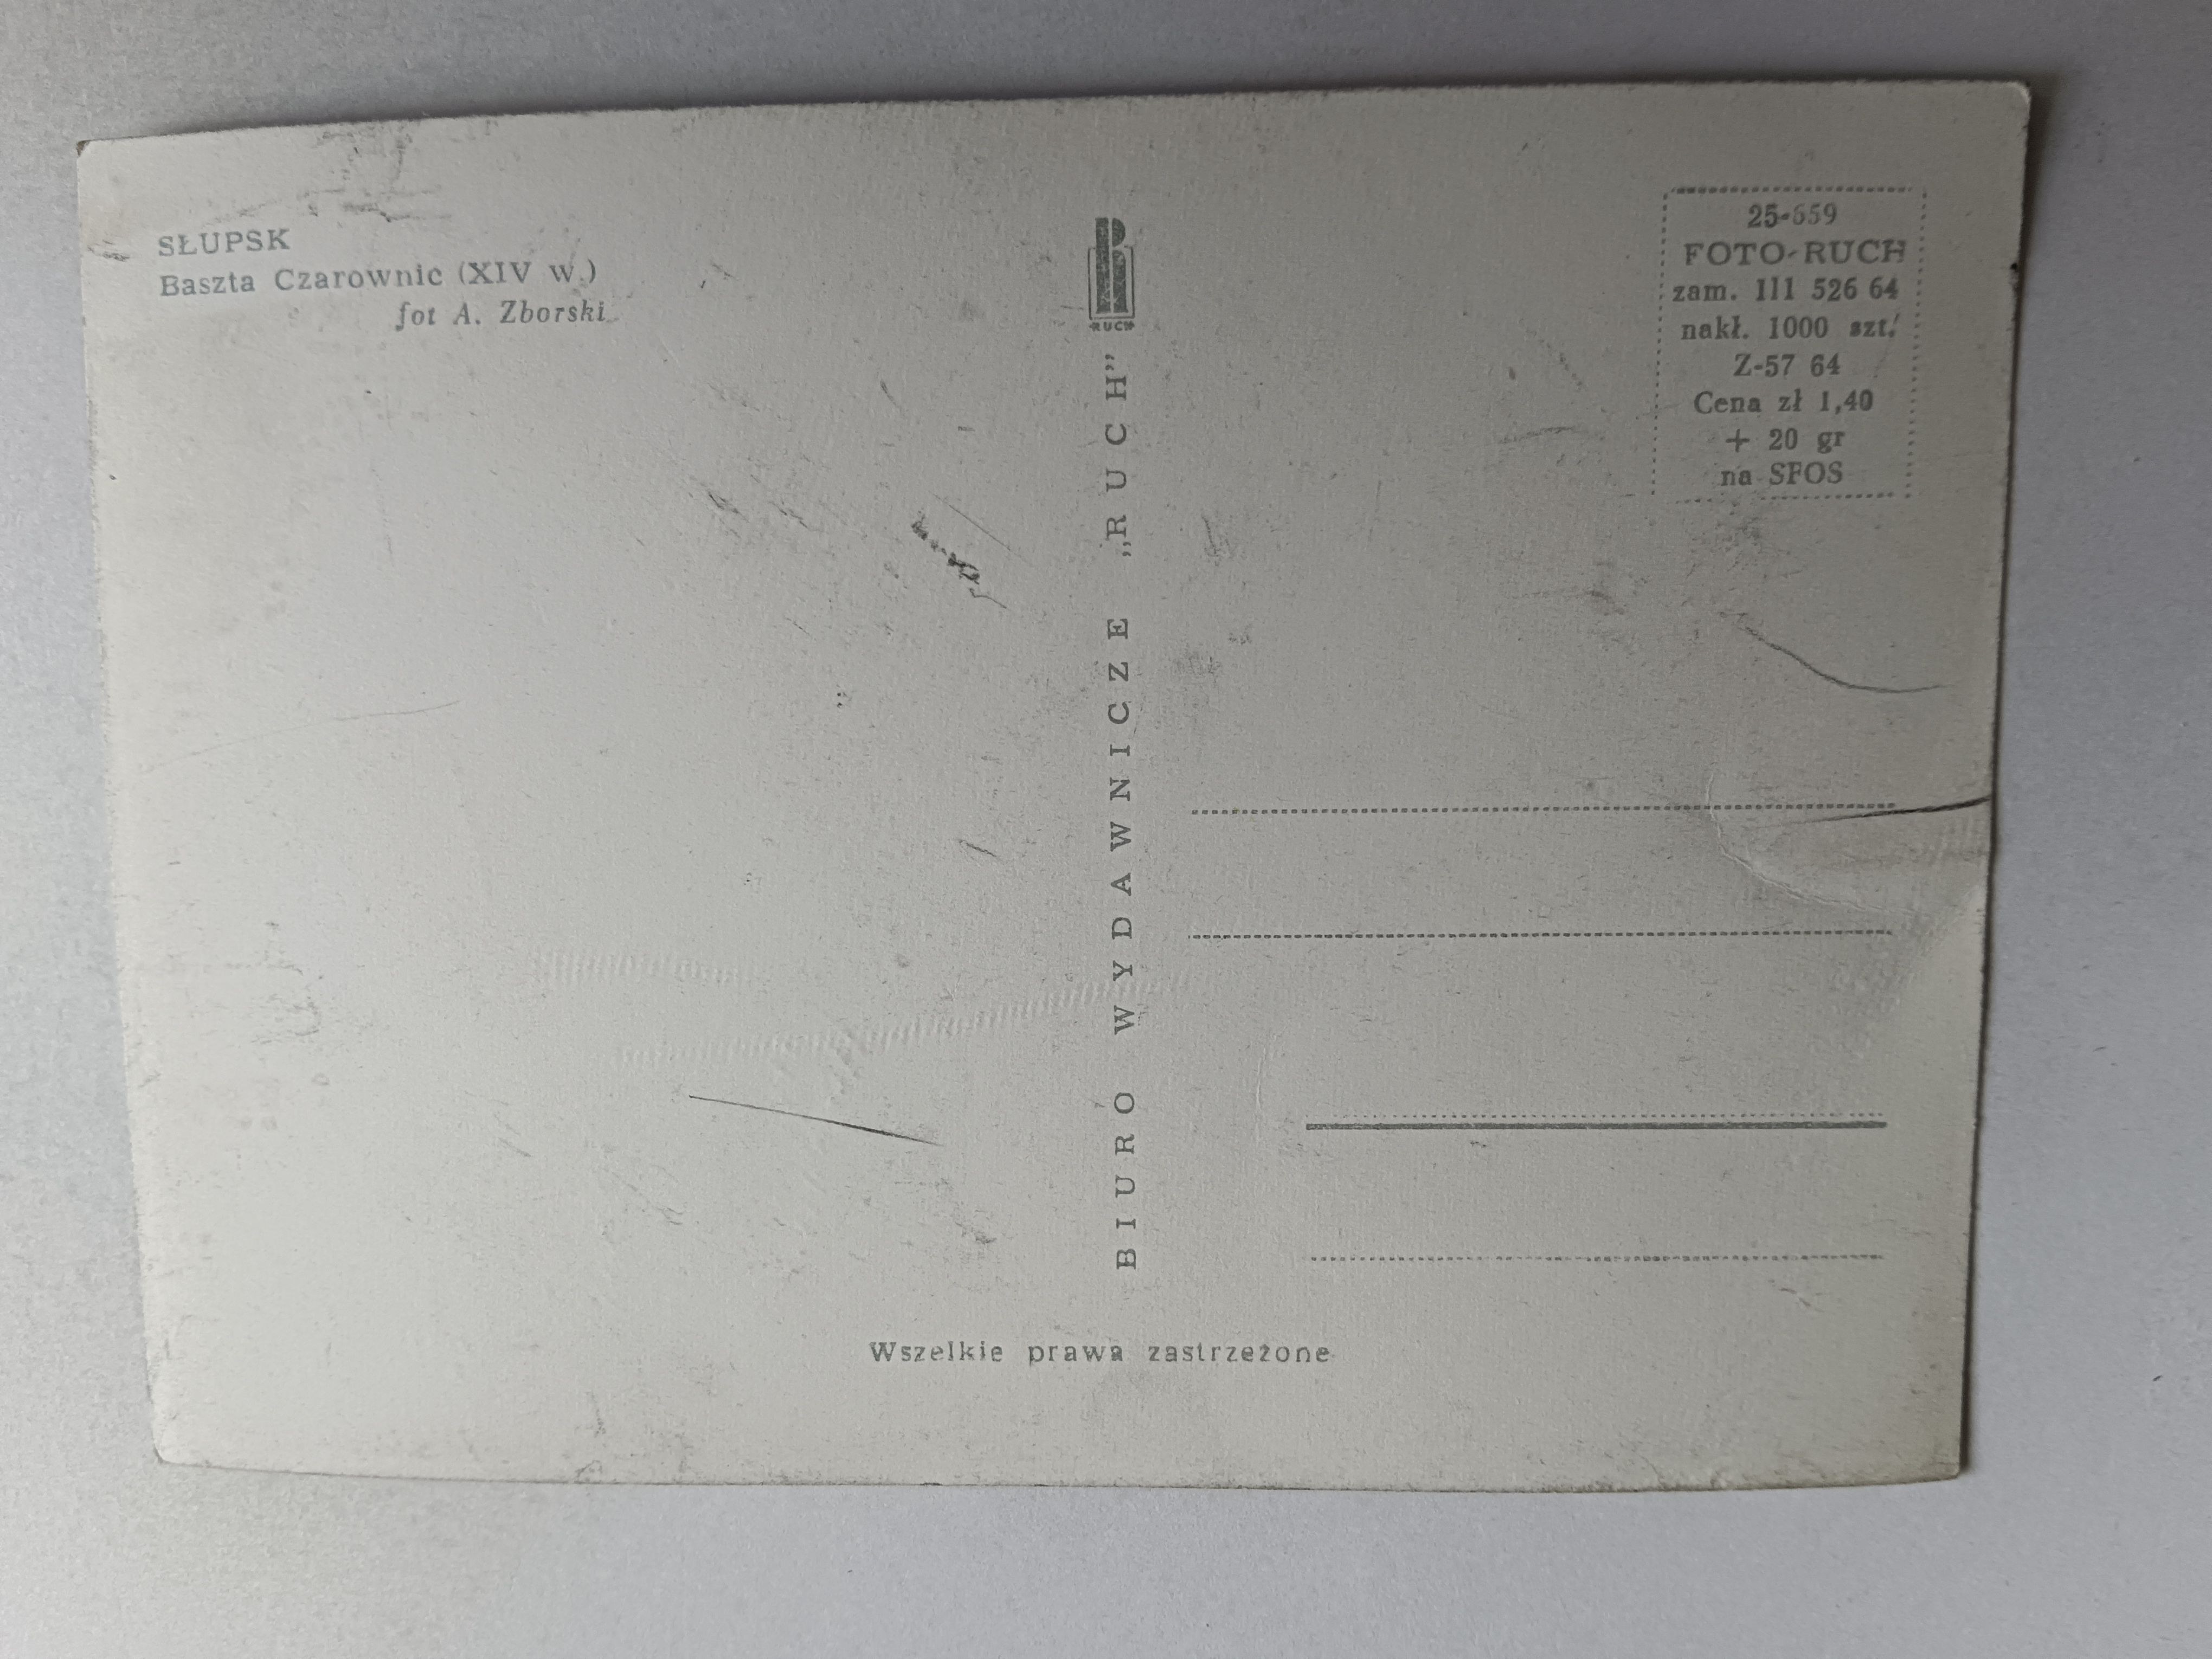 SŁUPSK
Baszta Czarownic (XIV w.)
fot A. Zborski
RUCH
BIURO WYDAWNICZE „RUCH”
25-659
FOTO-RUCH
zam. 111 526 64
nakł. 1000 szt.
Z-57 64
Cena zł 1,40
+ 20 gr
na SFOS
Wszelkie prawa zastrzeżone